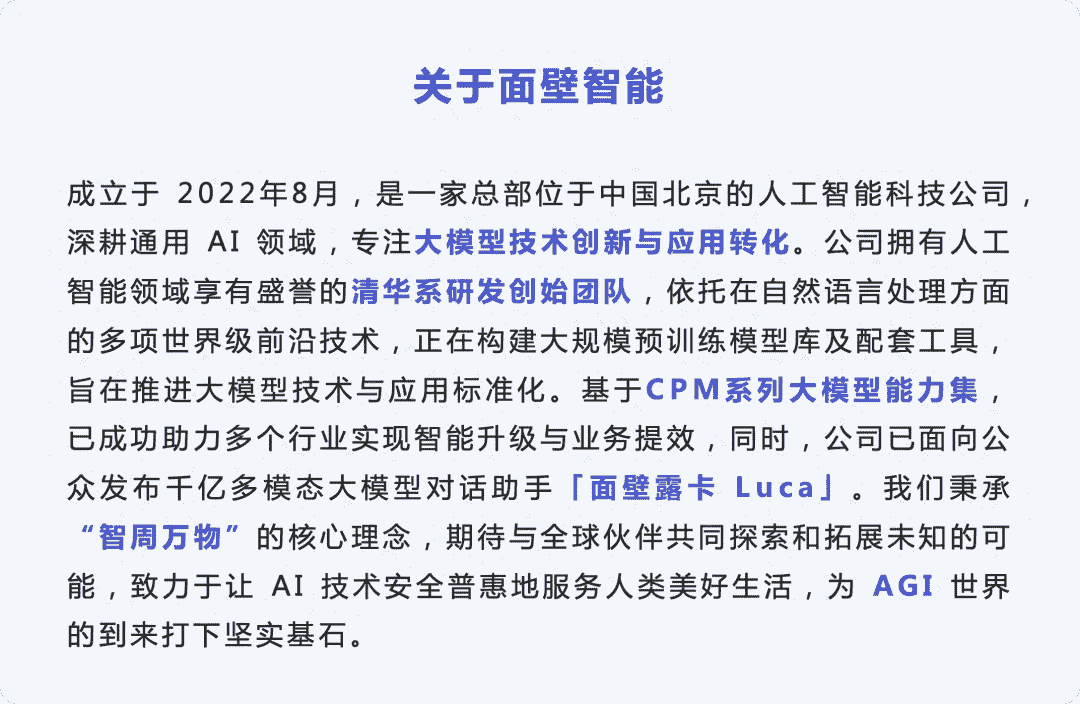 关于面壁智能
成立于 2022年8月，是一家总部位于中国北京的人工智能科技公司，
深耕通用 AI 领域，专注大模型技术创新与应用转化。公司拥有人工
智能领域享有盛誉的清华系研发创始团队，依托在自然语言处理方面
的多项世界级前沿技术，正在构建大规模预训练模型库及配套工具，
旨在推进大模型技术与应用标准化。基于CPM系列大模型能力集，
已成功助力多个行业实现智能升级与业务提效，同时，公司已面向公
众发布千亿多模态大模型对话助手「面壁露卡 Luca」。我们秉承
“智周万物”的核心理念，期待与全球伙伴共同探索和拓展未知的可
能，致力于让 AI 技术安全普惠地服务人类美好生活，为 AGI 世界
的到来打下坚实基石。